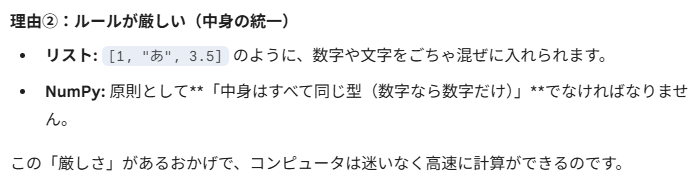 理由②：ルールが厳しい（中身の統一）
• リスト: [1, "あ", 3.5] のように、数字や文字をごちゃ混ぜに入れられます。
• NumPy: 原則として**「中身はすべて同じ型（数字なら数字だけ）」**でなければなりませ
ん。
この「厳しさ」があるおかげで、コンピュータは迷いなく高速に計算ができるのです。